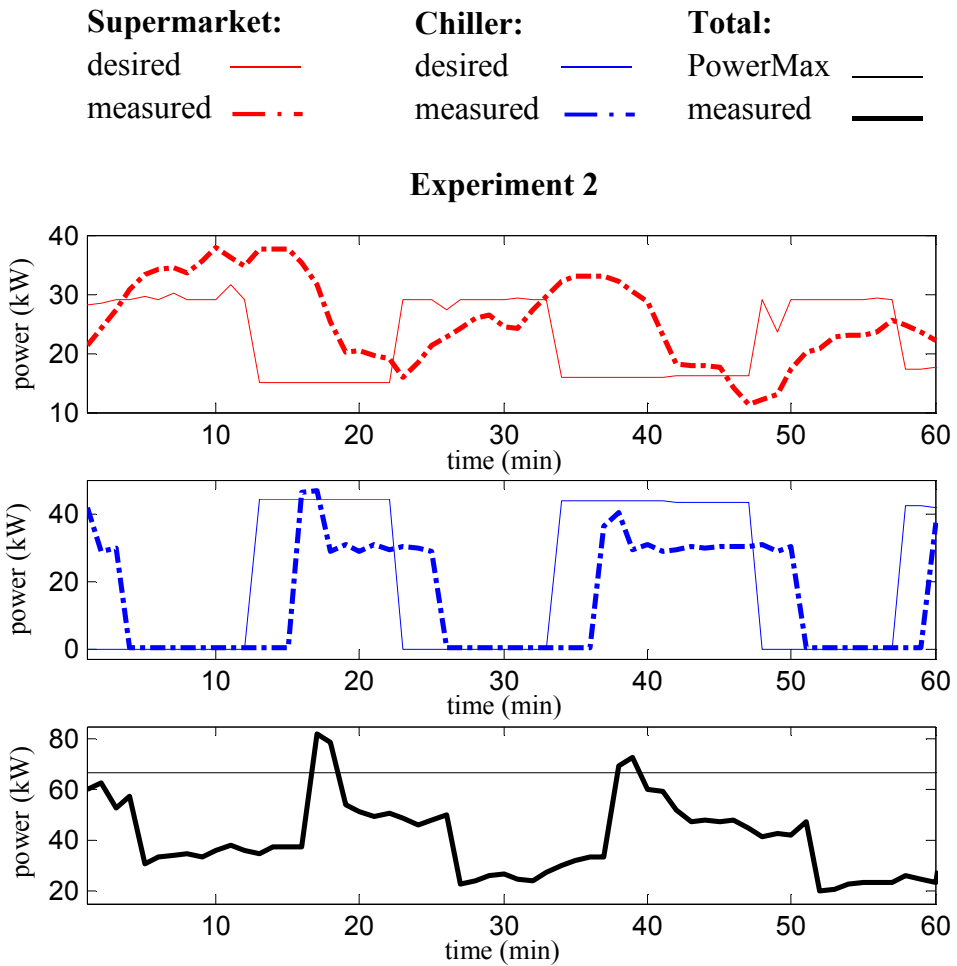 Supermarket: Chiller: Total:
desired desired PowerMax
measured measured measured
Experiment 2
40
30
20
10
power (kW)
10 20 30 40 50 60
time (min)
40
20
0
power (kW)
10 20 30 40 50 60
time (min)
80
60
40
20
power (kW)
10 20 30 40 50 60
time (min)